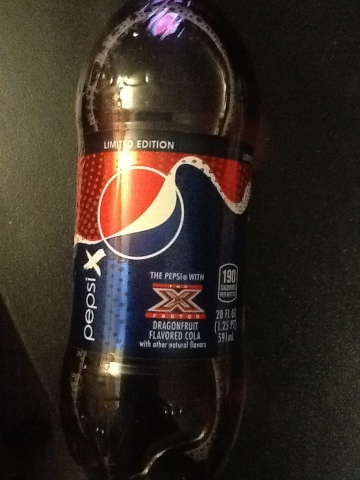 LIMITED EDITION
pepsi X
THE PEPSI® WITH
THE
X
FACTOR
DRAGONFRUIT
FLAVORED COLA
with other natural flavors
190
CALORIES
PER BOTTLE
20 FL OZ
(1.25 PT)
591mL